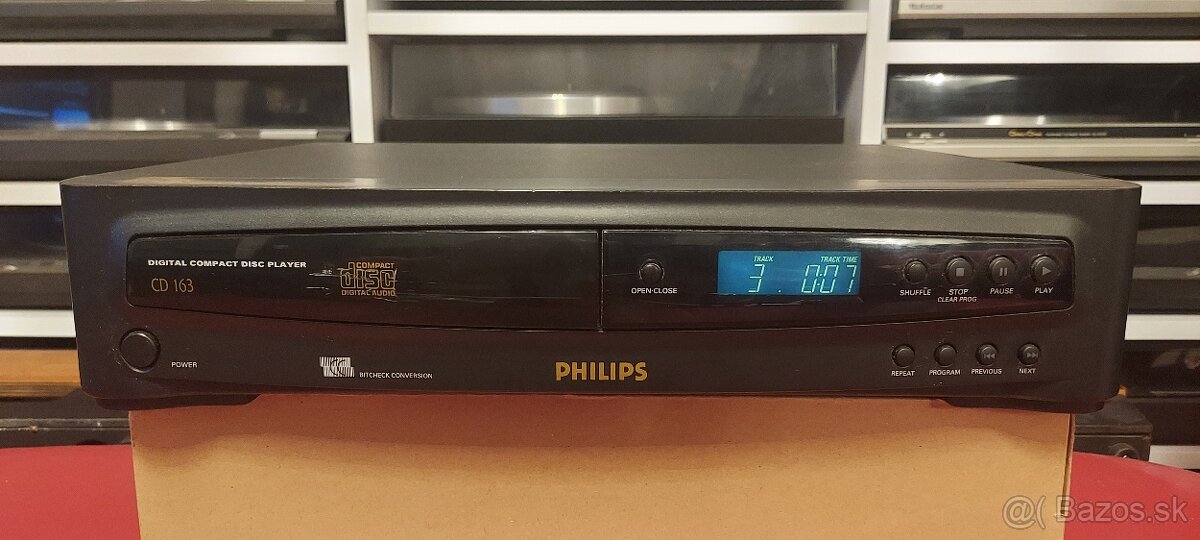 DIGITAL COMPACT DISC PLAYER
CD 163
COMPACT
disc
DIGITAL AUDIO
OPEN·CLOSE
TRACK
TRACK TIME
3
0:07
SHUFFLE
STOP
CLEAR PROG
PAUSE
PLAY
POWER
BITCHECK CONVERSION
PHILIPS
REPEAT
PROGRAM
PREVIOUS
NEXT
@( Bazos.sk